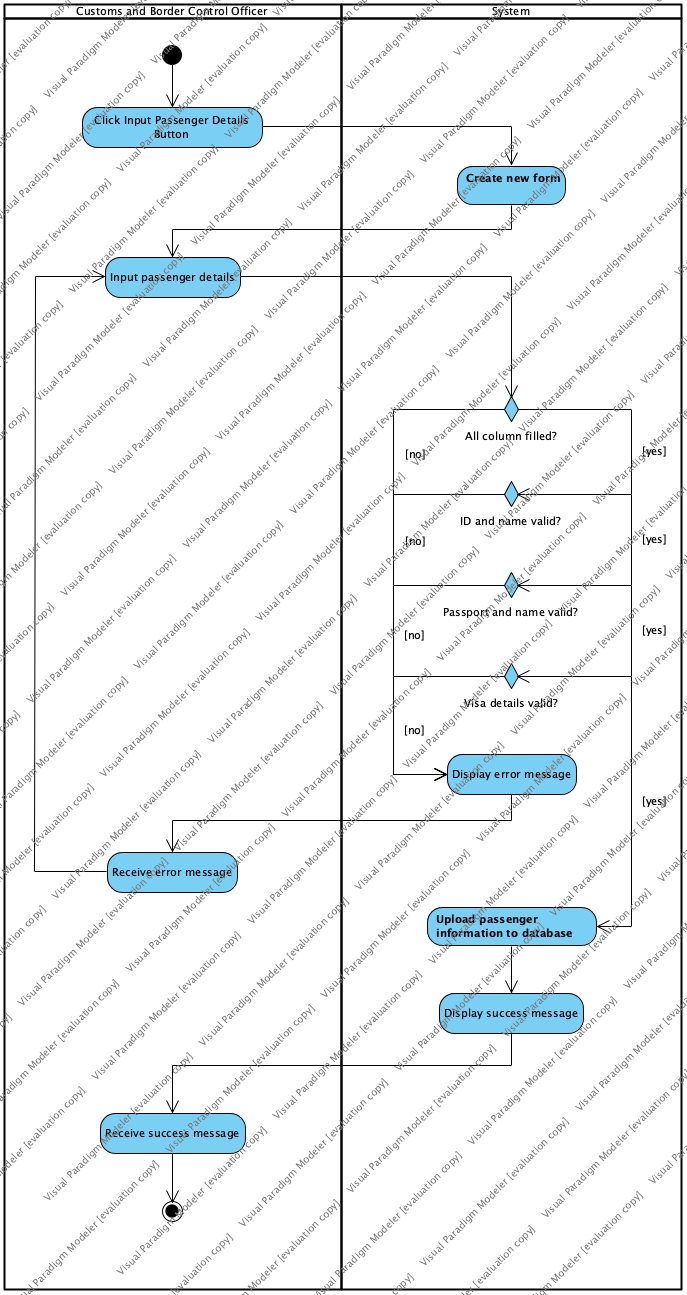 Customs and Border Control Officer
System
Click Input Passenger Details
Button
Create new form
Input passenger details
All column filled?
[no]
[yes]
ID and name valid?
[no]
[yes]
Passport and name valid?
[no]
[yes]
Visa details valid?
[no]
Display error message
[yes]
Receive error message
Upload passenger
information to database
Display success message
Receive success message
Visual Paradigm Modeler [evaluation copy]